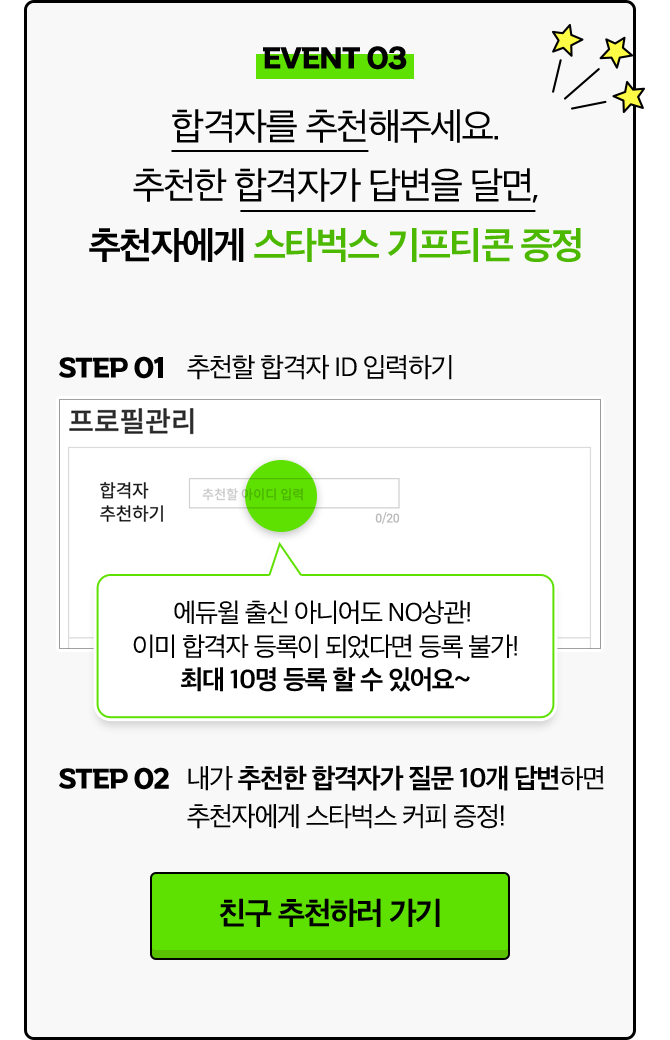 EVENT 03
합격자를 추천해주세요.
추천한 합격자가 답변을 달면,
추천자에게 스타벅스 기프티콘 증정
STEP 01 추천할 합격자 ID 입력하기
프로필관리
합격자
추천하기
추천할 아이디 입력
0/20
에듀윌 출신 아니어도 NO상관!
이미 합격자 등록이 되었다면 등록 불가!
최대 10명 등록 할 수 있어요~
STEP 02 내가 추천한 합격자가 질문 10개 답변하면
추천자에게 스타벅스 커피 증정!
친구 추천하러 가기